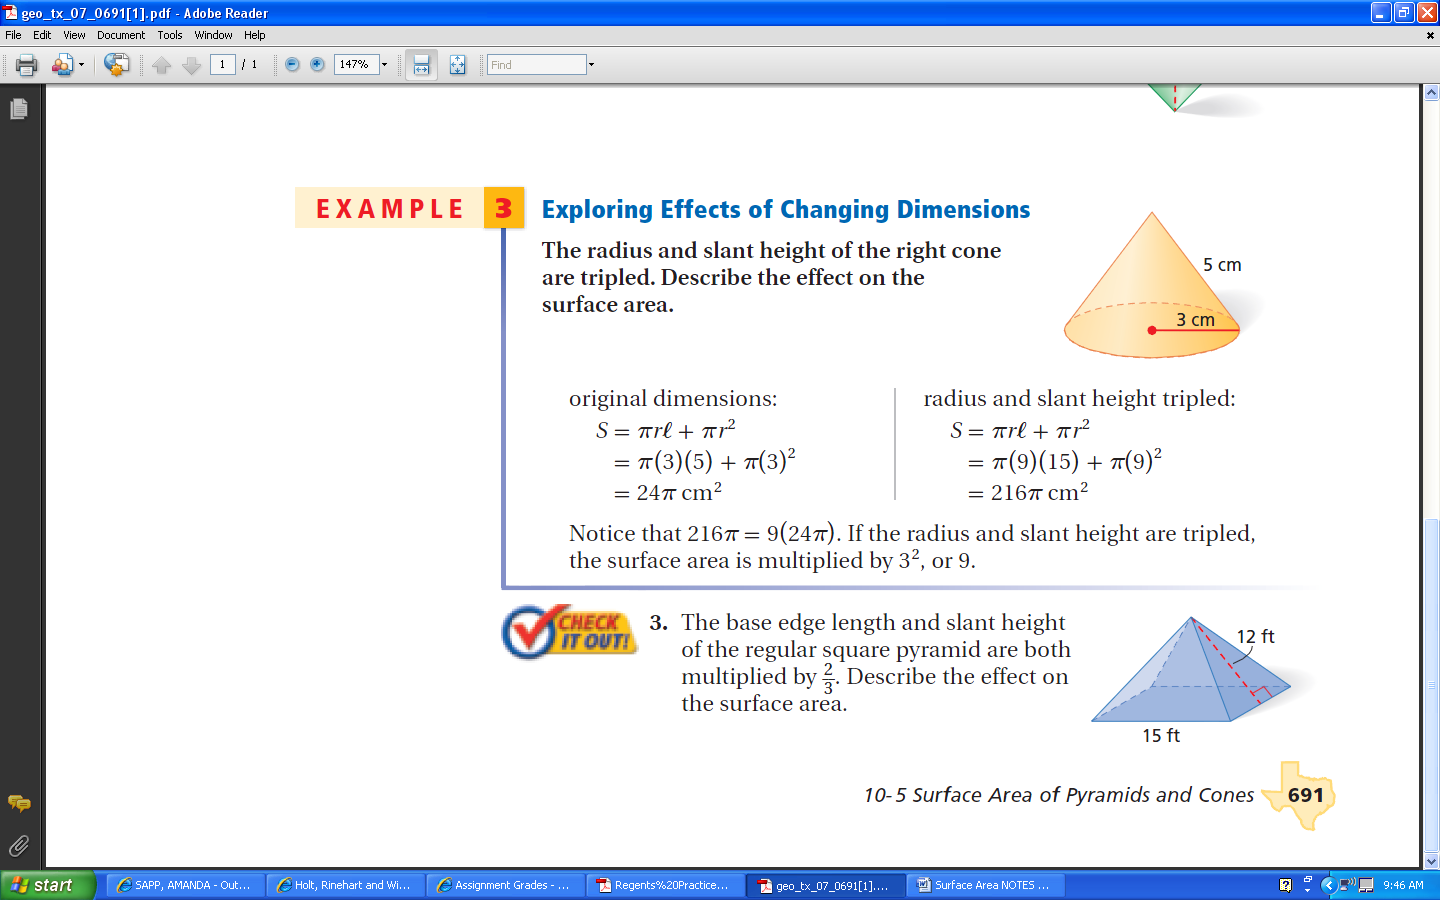 geo_tx_07_0691[1].pdf - Adobe Reader
File Edit View Document Tools Window Help
1 / 1 147% Find
EXAMPLE 3 Exploring Effects of Changing Dimensions
The radius and slant height of the right cone
are tripled. Describe the effect on the
surface area.
5 cm
3 cm
original dimensions:
S = πrℓ + πr²
= π(3)(5) + π(3)²
= 24π cm²
radius and slant height tripled:
S = πrℓ + πr²
= π(9)(15) + π(9)²
= 216π cm²
Notice that 216π = 9(24π). If the radius and slant height are tripled,
the surface area is multiplied by 3², or 9.
CHECK
IT OUT!
3. The base edge length and slant height
of the regular square pyramid are both
multiplied by 2/3. Describe the effect on
the surface area.
12 ft
15 ft
10-5 Surface Area of Pyramids and Cones 691
start SAPP, AMANDA - Out... Holt, Rinehart and Wi... Assignment Grades - ... Regents%20Practice... geo_tx_07_0691[1].... Surface Area NOTES ... 9:46 AM